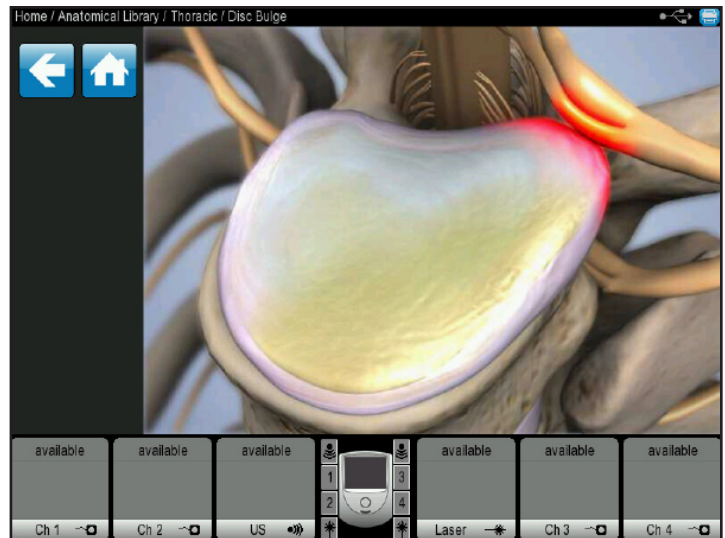 Home / Anatomical Library / Thoracic / Disc Bulge
available
available
available
available
available
available
1
3
2
4
Ch 1
Ch 2
US
Laser
Ch 3
Ch 4